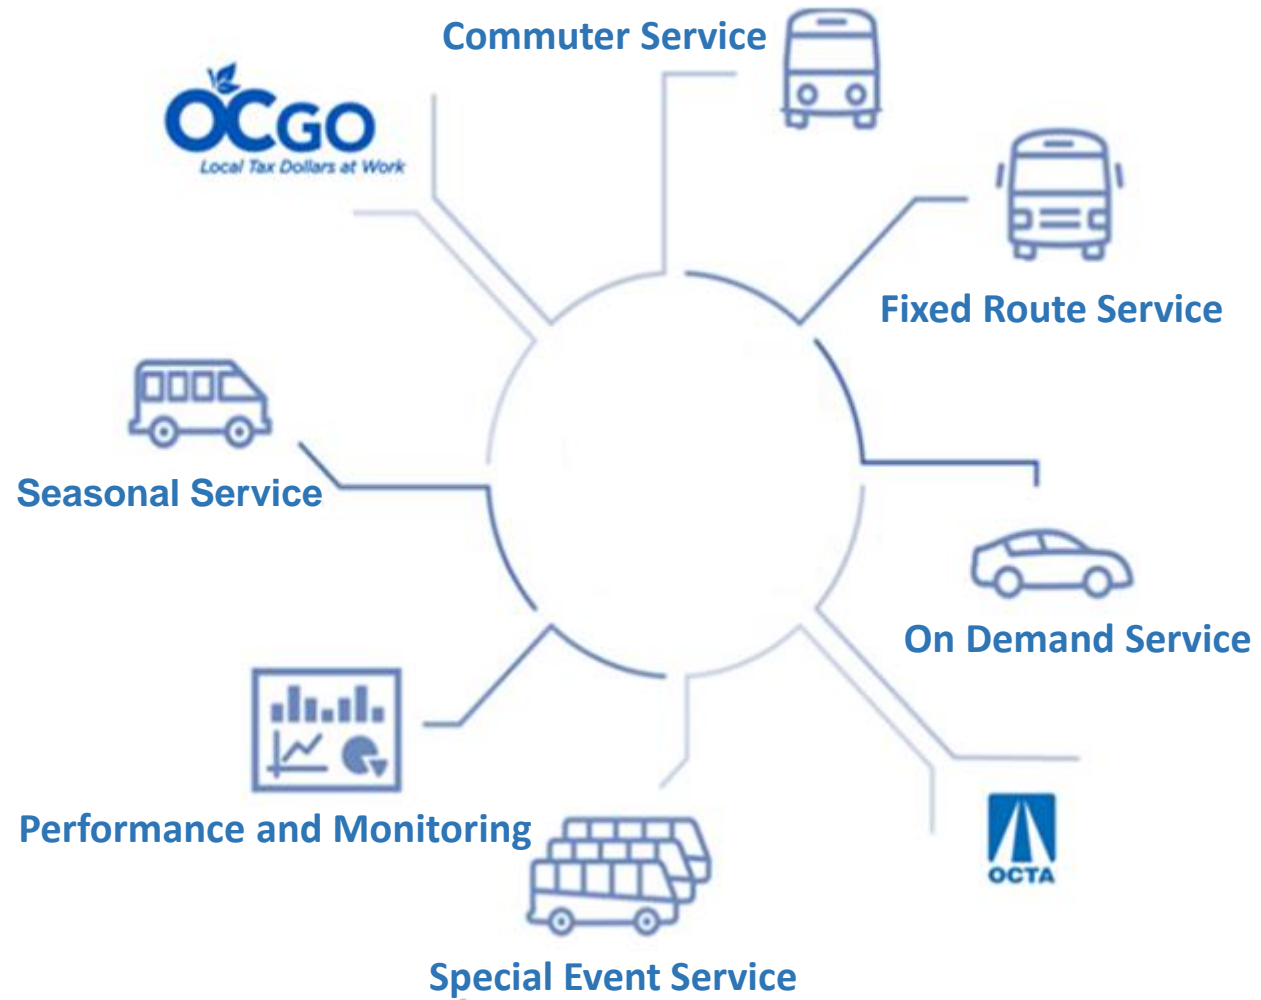 Commuter Service
OCGO
Local Tax Dollars at Work
Fixed Route Service
Seasonal Service
On Demand Service
Performance and Monitoring
OCTA
Special Event Service